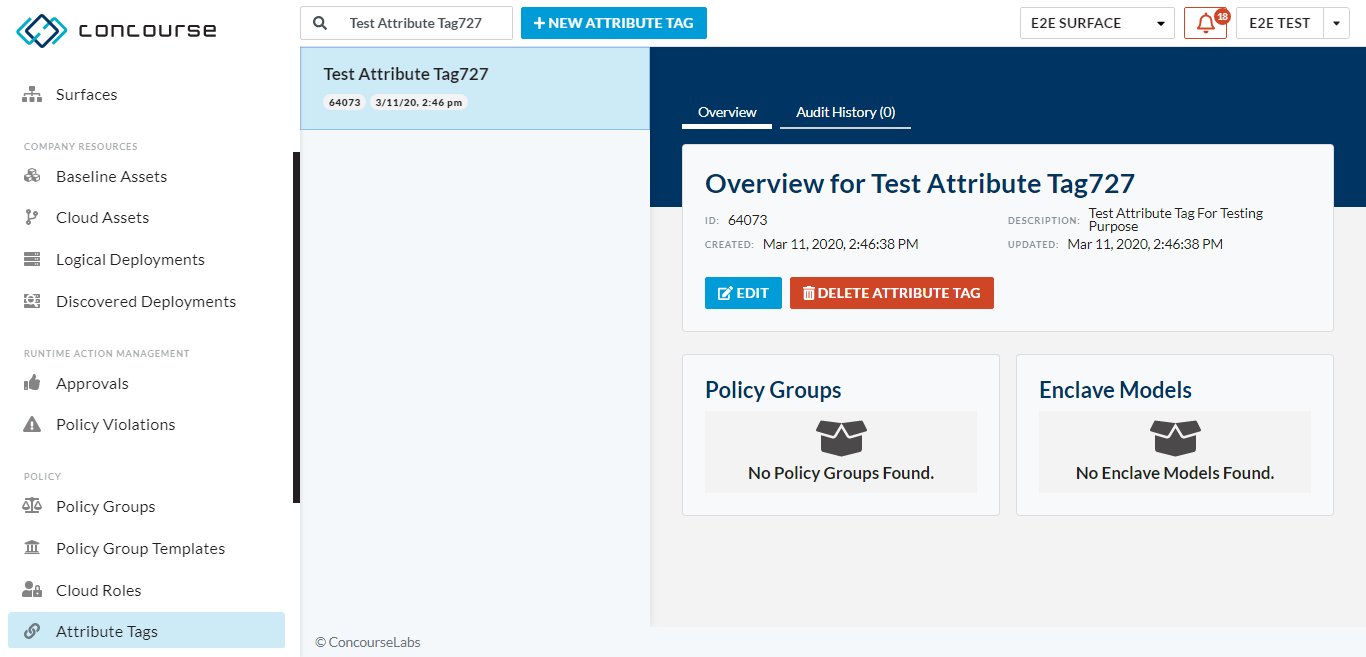 concourse
Test Attribute Tag727
NEW ATTRIBUTE TAG
E2E SURFACE
18
E2E TEST
Surfaces
COMPANY RESOURCES
Baseline Assets
Cloud Assets
Logical Deployments
Discovered Deployments
RUNTIME ACTION MANAGEMENT
Approvals
Policy Violations
POLICY
Policy Groups
Policy Group Templates
Cloud Roles
Attribute Tags
Test Attribute Tag727
64073 3/11/20, 2:46 pm
Overview Audit History (0)
Overview for Test Attribute Tag727
ID: 64073
DESCRIPTION: Test Attribute Tag For Testing
Purpose
CREATED: Mar 11, 2020, 2:46:38 PM
UPDATED: Mar 11, 2020, 2:46:38 PM
EDIT
DELETE ATTRIBUTE TAG
Policy Groups
No Policy Groups Found.
Enclave Models
No Enclave Models Found.
© ConcourseLabs